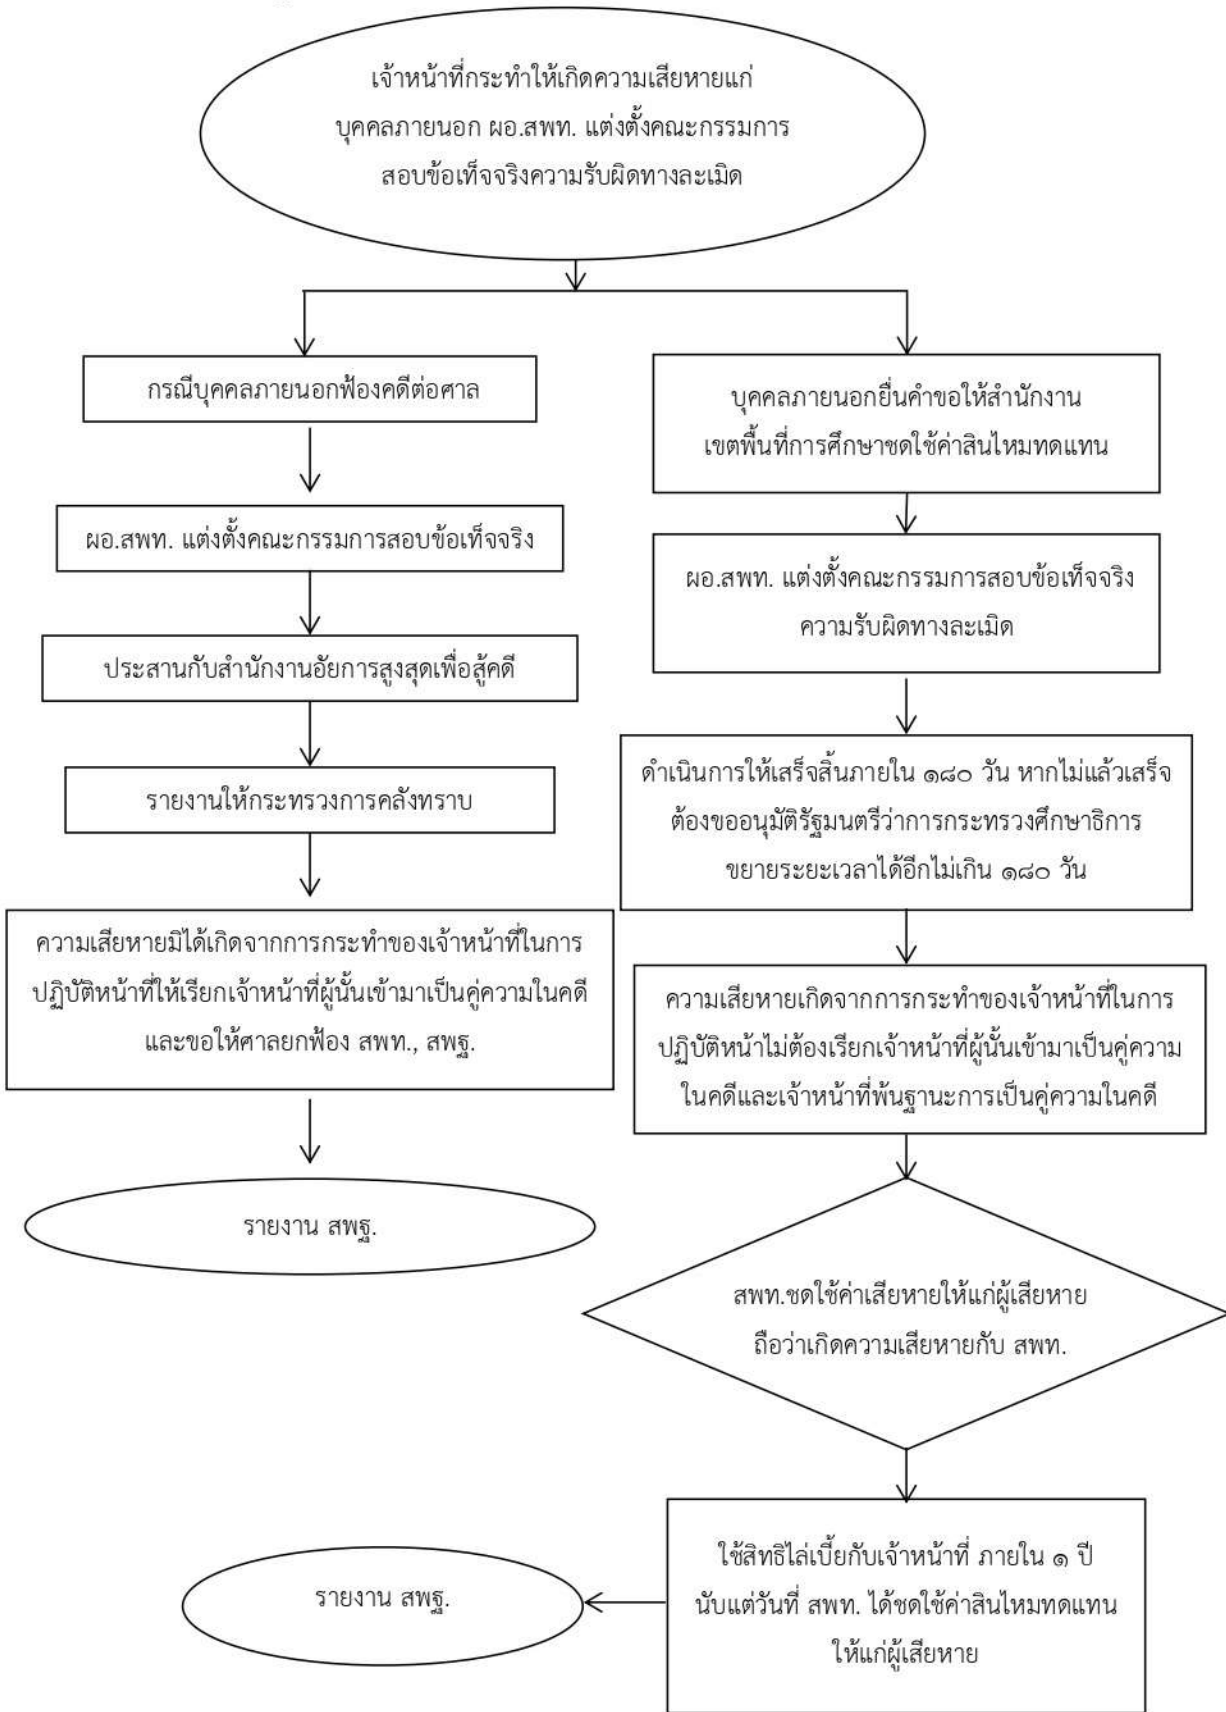 เจ้าหน้าที่กระทำให้เกิดความเสียหายแก่
บุคคลภายนอก ผอ.สพท. แต่งตั้งคณะกรรมการ
สอบข้อเท็จจริงความรับผิดทางละเมิด
กรณีบุคคลภายนอกฟ้องคดีต่อศาล
ผอ.สพท. แต่งตั้งคณะกรรมการสอบข้อเท็จจริง
ประสานกับสำนักงานอัยการสูงสุดเพื่อสู้คดี
รายงานให้กระทรวงการคลังทราบ
ความเสียหายมิได้เกิดจากการกระทำของเจ้าหน้าที่ในการ
ปฏิบัติหน้าที่ให้เรียกเจ้าหน้าที่ผู้นั้นเข้ามาเป็นคู่ความในคดี
และขอให้ศาลยกฟ้อง สพท., สพฐ.
รายงาน สพฐ.
บุคคลภายนอกยื่นคำขอให้สำนักงาน
เขตพื้นที่การศึกษาชดใช้ค่าสินไหมทดแทน
ผอ.สพท. แต่งตั้งคณะกรรมการสอบข้อเท็จจริง
ความรับผิดทางละเมิด
ดำเนินการให้เสร็จสิ้นภายใน ๑๘๐ วัน หากไม่แล้วเสร็จ
ต้องขออนุมัติรัฐมนตรีว่าการกระทรวงศึกษาธิการ
ขยายระยะเวลาได้อีกไม่เกิน ๑๘๐ วัน
ความเสียหายเกิดจากการกระทำของเจ้าหน้าที่ในการ
ปฏิบัติหน้าไม่ต้องเรียกเจ้าหน้าที่ผู้นั้นเข้ามาเป็นคู่ความ
ในคดีและเจ้าหน้าที่พ้นฐานะการเป็นคู่ความในคดี
สพท.ชดใช้ค่าเสียหายให้แก่ผู้เสียหาย
ถือว่าเกิดความเสียหายกับ สพท.
ใช้สิทธิไล่เบี้ยกับเจ้าหน้าที่ ภายใน ๑ ปี
นับแต่วันที่ สพท. ได้ชดใช้ค่าสินไหมทดแทน
ให้แก่ผู้เสียหาย
รายงาน สพฐ.